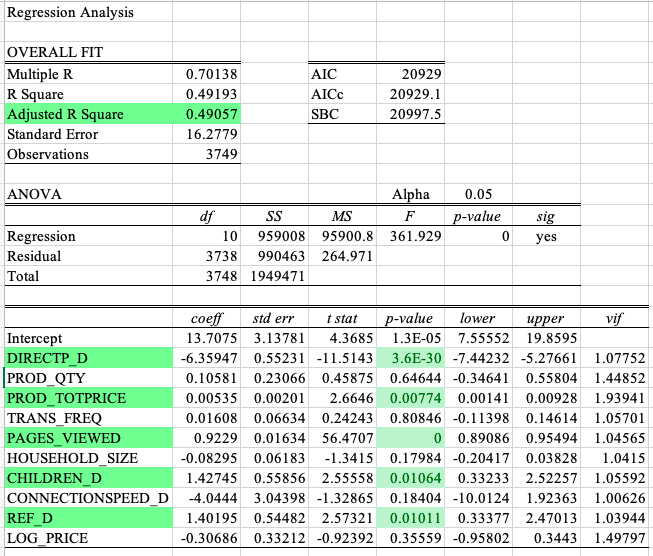 Regression Analysis
OVERALL FIT
Multiple R 0.70138 AIC 20929
R Square 0.49193 AICc 20929.1
Adjusted R Square 0.49057 SBC 20997.5
Standard Error 16.2779
Observations 3749
ANOVA Alpha 0.05
df SS MS F p-value sig
Regression 10 959008 95900.8 361.929 0 yes
Residual 3738 990463 264.971
Total 3748 1949471
coeff std err t stat p-value lower upper vif
Intercept 13.7075 3.13781 4.3685 1.3E-05 7.55552 19.8595
DIRECTP_D -6.35947 0.55231 -11.5143 3.6E-30 -7.44232 -5.27661 1.07752
PROD_QTY 0.10581 0.23066 0.45875 0.64644 -0.34641 0.55804 1.44852
PROD_TOTPRICE 0.00535 0.00201 2.6646 0.00774 0.00141 0.00928 1.93941
TRANS_FREQ 0.01608 0.06634 0.24243 0.80846 -0.11398 0.14614 1.05701
PAGES_VIEWED 0.9229 0.01634 56.4707 0 0.89086 0.95494 1.04565
HOUSEHOLD_SIZE -0.08295 0.06183 -1.3415 0.17984 -0.20417 0.03828 1.0415
CHILDREN_D 1.42745 0.55856 2.55558 0.01064 0.33233 2.52257 1.05592
CONNECTIONSPEED_D -4.0444 3.04398 -1.32865 0.18404 -10.0124 1.92363 1.00626
REF_D 1.40195 0.54482 2.57321 0.01011 0.33377 2.47013 1.03944
LOG_PRICE -0.30686 0.33212 -0.92392 0.35559 -0.95802 0.3443 1.49797